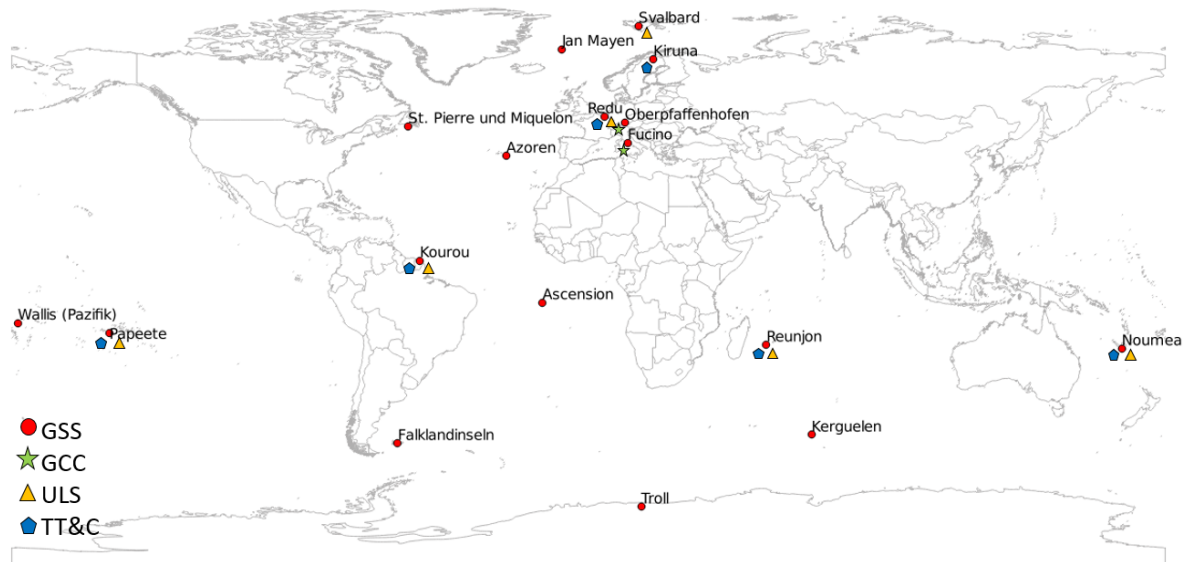 Svalbard
Jan Mayen
Kiruna
Redu
Oberpfaffenhofen
St. Pierre und Miquelon
Fucino
Azoren
Kourou
Ascension
Wallis (Pazifik)
Papeete
Reunjon
Noumea
GSS
Falklandinseln
Kerguelen
GCC
ULS
Troll
TT&C